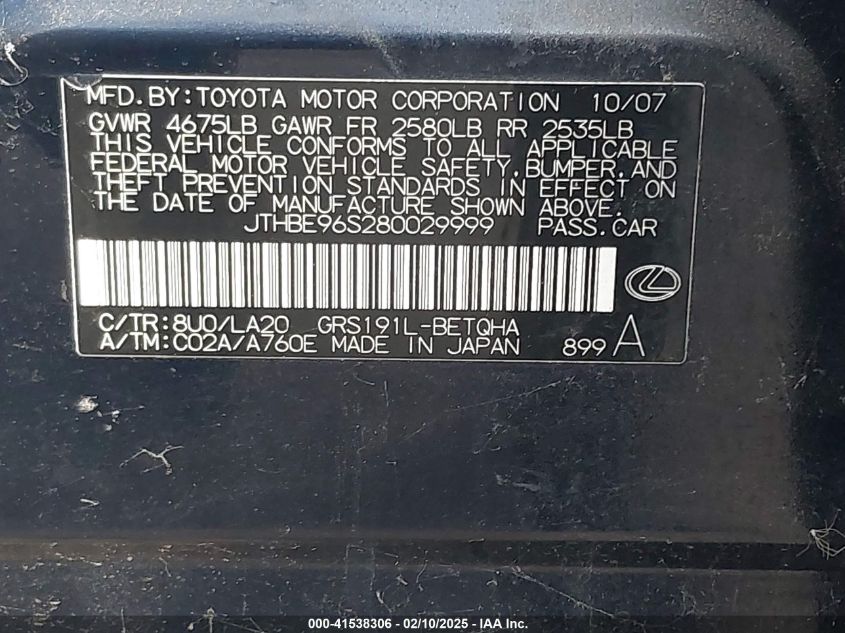 MFD.BY:TOYOTA MOTOR CORPORATION 10/07
GVWR 4675LB GAWR FR 2580LB RR 2535LB
THIS VEHICLE CONFORMS TO ALL APPLICABLE
FEDERAL MOTOR VEHICLE SAFETY,BUMPER,AND
THEFT PREVENTION STANDARDS IN EFFECT ON
THE DATE OF MANUFACTURE SHOWN ABOVE.
JTHBE96S280029999 PASS.CAR
C/TR:8U0/LA20 GRS191L-BETQHA
A/TM:C02A/A760E MADE IN JAPAN 899 A
000-41538306 - 02/10/2025 - IAA Inc.